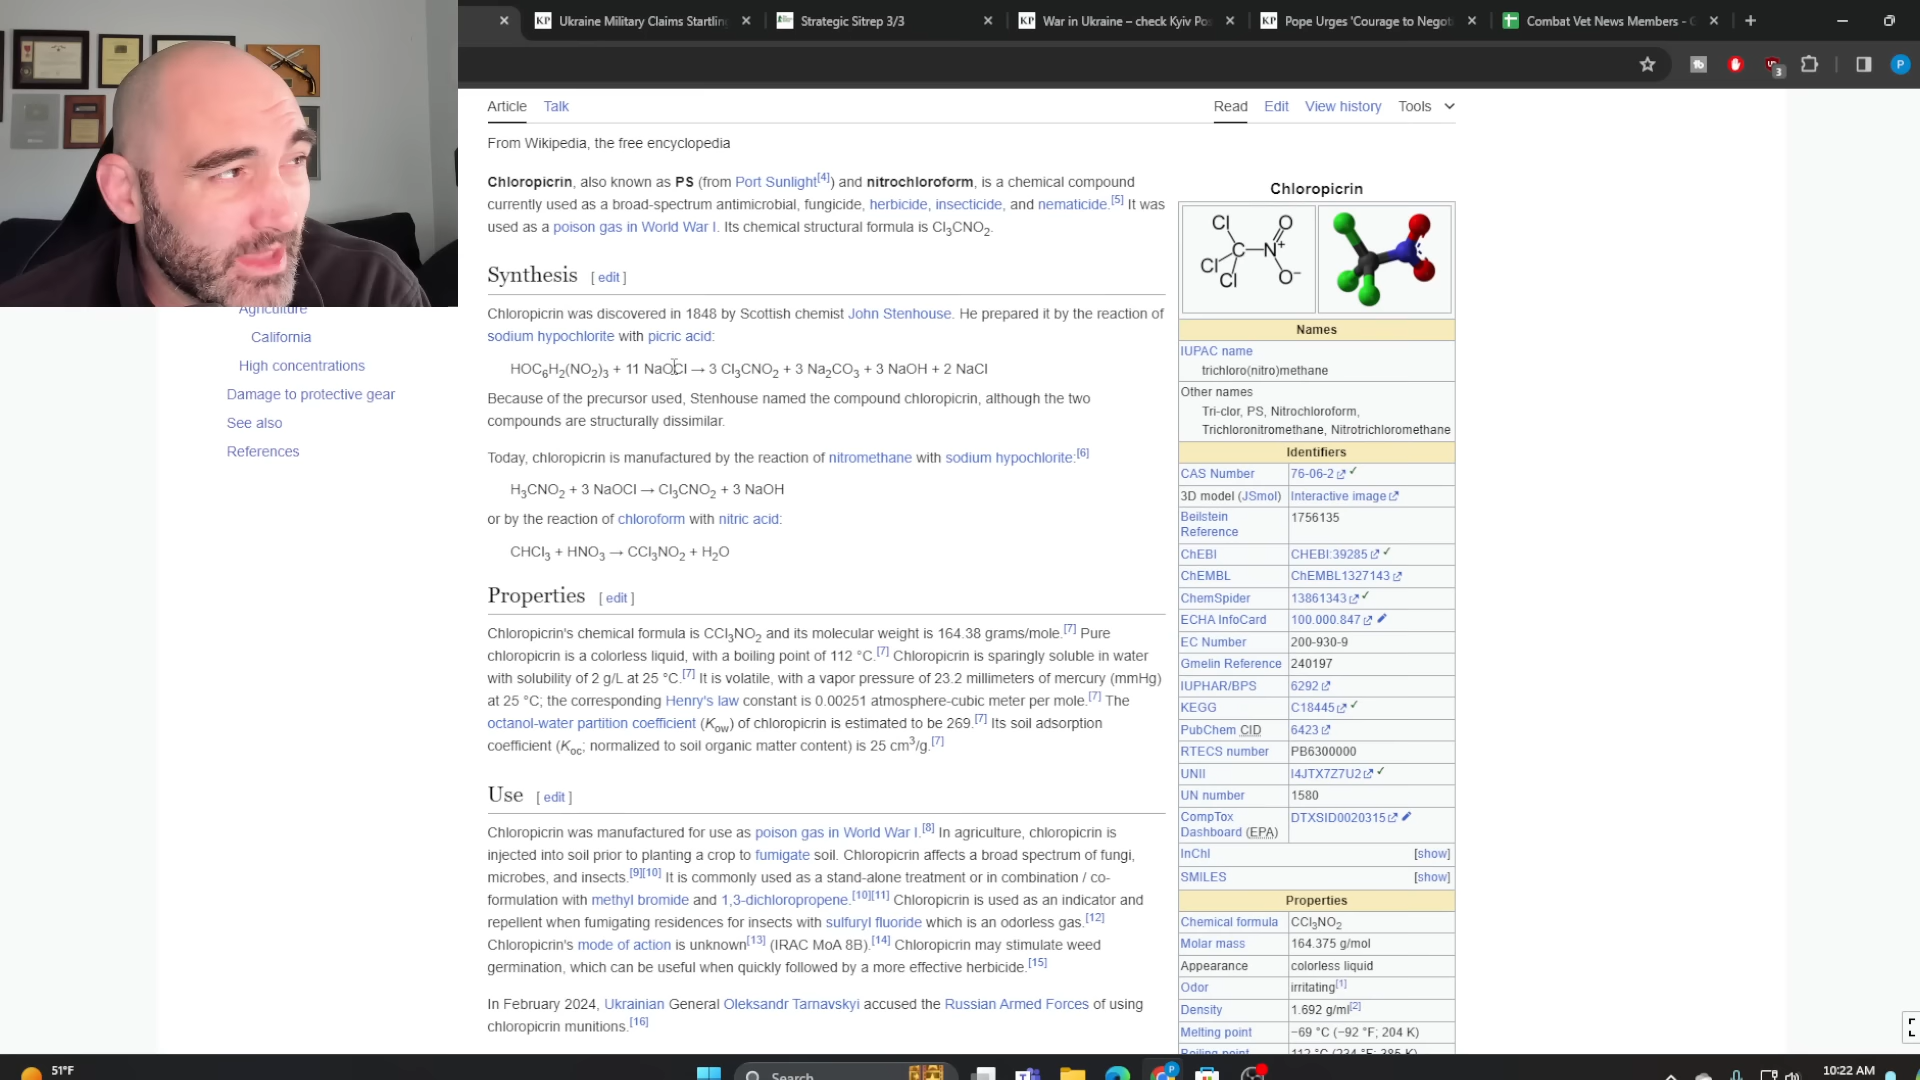 Ukraine Military Claims Startlin
Strategic Sitrep 3/3
War in Ukraine – check Kyiv Pos
Pope Urges 'Courage to Negot
Combat Vet News Members - G
Article Talk
Read Edit View history Tools
From Wikipedia, the free encyclopedia
Chloropicrin, also known as PS (from Port Sunlight[4]) and nitrochloroform, is a chemical compound
currently used as a broad-spectrum antimicrobial, fungicide, herbicide, insecticide, and nematicide.[5] It was
used as a poison gas in World War I. Its chemical structural formula is Cl3CNO2.
Synthesis [ edit ]
Chloropicrin was discovered in 1848 by Scottish chemist John Stenhouse. He prepared it by the reaction of
sodium hypochlorite with picric acid:
HOC6H2(NO2)3 + 11 NaOCl → 3 Cl3CNO2 + 3 Na2CO3 + 3 NaOH + 2 NaCl
Because of the precursor used, Stenhouse named the compound chloropicrin, although the two
compounds are structurally dissimilar.
Today, chloropicrin is manufactured by the reaction of nitromethane with sodium hypochlorite:[6]
H3CNO2 + 3 NaOCl → Cl3CNO2 + 3 NaOH
or by the reaction of chloroform with nitric acid:
CHCl3 + HNO3 → CCl3NO2 + H2O
Properties [ edit ]
Chloropicrin's chemical formula is CCl3NO2 and its molecular weight is 164.38 grams/mole.[7] Pure
chloropicrin is a colorless liquid, with a boiling point of 112 °C.[7] Chloropicrin is sparingly soluble in water
with solubility of 2 g/L at 25 °C.[7] It is volatile, with a vapor pressure of 23.2 millimeters of mercury (mmHg)
at 25 °C; the corresponding Henry's law constant is 0.00251 atmosphere-cubic meter per mole.[7] The
octanol-water partition coefficient (Kow) of chloropicrin is estimated to be 269.[7] Its soil adsorption
coefficient (Koc; normalized to soil organic matter content) is 25 cm3/g.[7]
Use [ edit ]
Chloropicrin was manufactured for use as poison gas in World War I.[8] In agriculture, chloropicrin is
injected into soil prior to planting a crop to fumigate soil. Chloropicrin affects a broad spectrum of fungi,
microbes, and insects.[9][10] It is commonly used as a stand-alone treatment or in combination / co-
formulation with methyl bromide and 1,3-dichloropropene.[10][11] Chloropicrin is used as an indicator and
repellent when fumigating residences for insects with sulfuryl fluoride which is an odorless gas.[12]
Chloropicrin's mode of action is unknown[13] (IRAC MoA 8B).[14] Chloropicrin may stimulate weed
germination, which can be useful when quickly followed by a more effective herbicide.[15]
In February 2024, Ukrainian General Oleksandr Tarnavskyi accused the Russian Armed Forces of using
chloropicrin munitions.[16]
Agriculture
California
High concentrations
Damage to protective gear
See also
References
Chloropicrin
Cl O
C N+
Cl
Cl O−
Names
IUPAC name
trichloro(nitro)methane
Other names
Tri-clor, PS, Nitrochloroform,
Trichloronitromethane, Nitrotrichloromethane
Identifiers
CAS Number 76-06-2
3D model (JSmol) Interactive image
Beilstein
Reference 1756135
ChEBI CHEBI:39285
ChEMBL ChEMBL1327143
ChemSpider 13861343
ECHA InfoCard 100.000.847
EC Number 200-930-9
Gmelin Reference 240197
IUPHAR/BPS 6292
KEGG C18445
PubChem CID 6423
RTECS number PB6300000
UNII I4JTX7Z7U2
UN number 1580
CompTox
Dashboard (EPA) DTXSID0020315
InChI [show]
SMILES [show]
Properties
Chemical formula CCl3NO2
Molar mass 164.375 g/mol
Appearance colorless liquid
Odor irritating[1]
Density 1.692 g/ml[2]
Melting point −69 °C (−92 °F; 204 K)
Boiling point 112 °C (234 °F; 385 K)
51°F
Search
10:22 AM